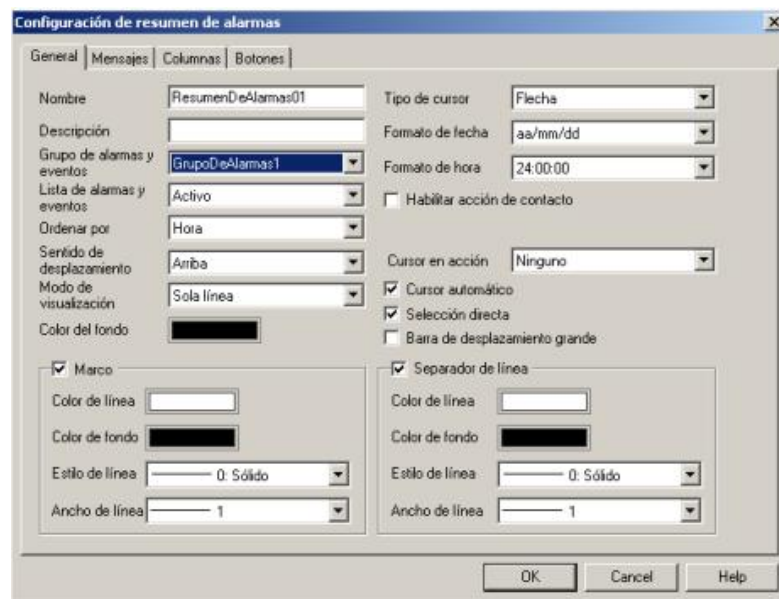 Configuración de resumen de alarmas
General Mensajes Columnas Botones
Nombre ResumenDeAlarmas01
Descripción
Grupo de alarmas y eventos GrupoDeAlarmas1
Lista de alarmas y eventos Activo
Ordenar por Hora
Sentido de desplazamiento Arriba
Modo de visualización Sola línea
Color del fondo
Tipo de cursor Flecha
Formato de fecha aa/mm/dd
Formato de hora 24:00:00
Habilitar acción de contacto
Cursor en acción Ninguno
Cursor automático
Selección directa
Barra de desplazamiento grande
Marco
Color de línea
Color de fondo
Estilo de línea 0: Sólido
Ancho de línea 1
Separador de línea
Color de línea
Color de fondo
Estilo de línea 0: Sólido
Ancho de línea 1
OK Cancel Help